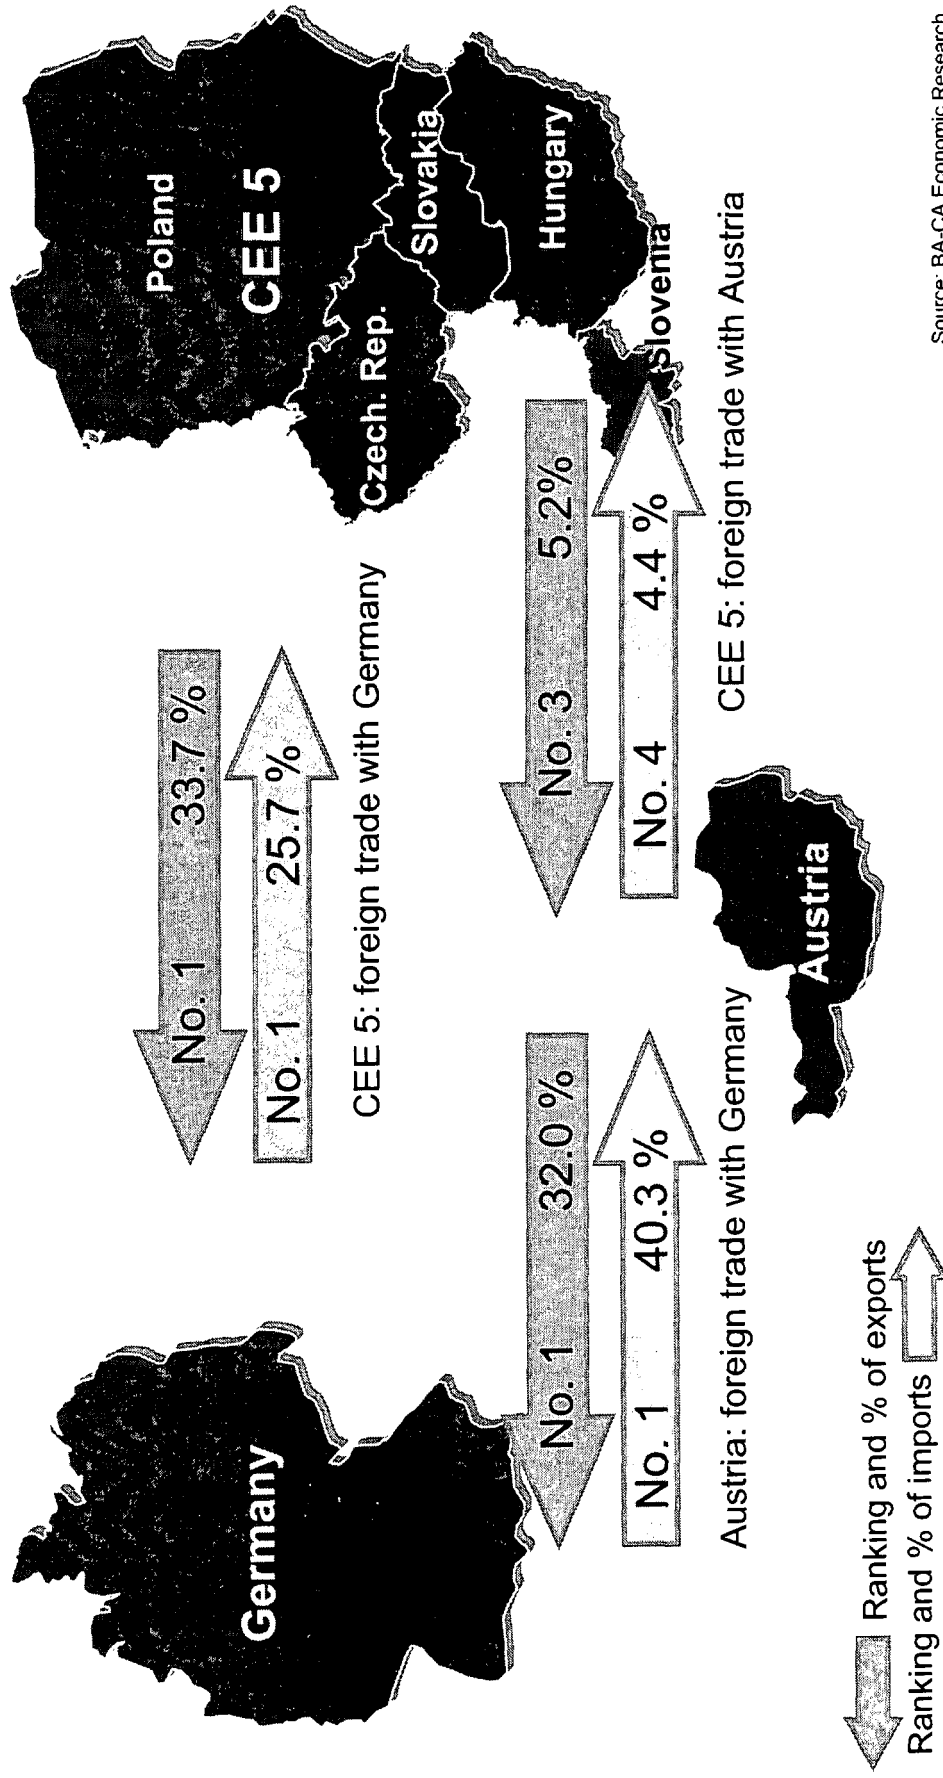 Germany
Poland
CEE 5
Czech. Rep.
Slovakia
Hungary
Slovenia
Austria
No. 1 33.7 %
No. 1 25.7 %
CEE 5: foreign trade with Germany
No. 1 32.0 %
No. 1 40.3 %
Austria: foreign trade with Germany
No. 3 5.2%
No. 4 4.4 %
CEE 5: foreign trade with Austria
Ranking and % of exports
Ranking and % of imports
Source: BA-CA Economic Research